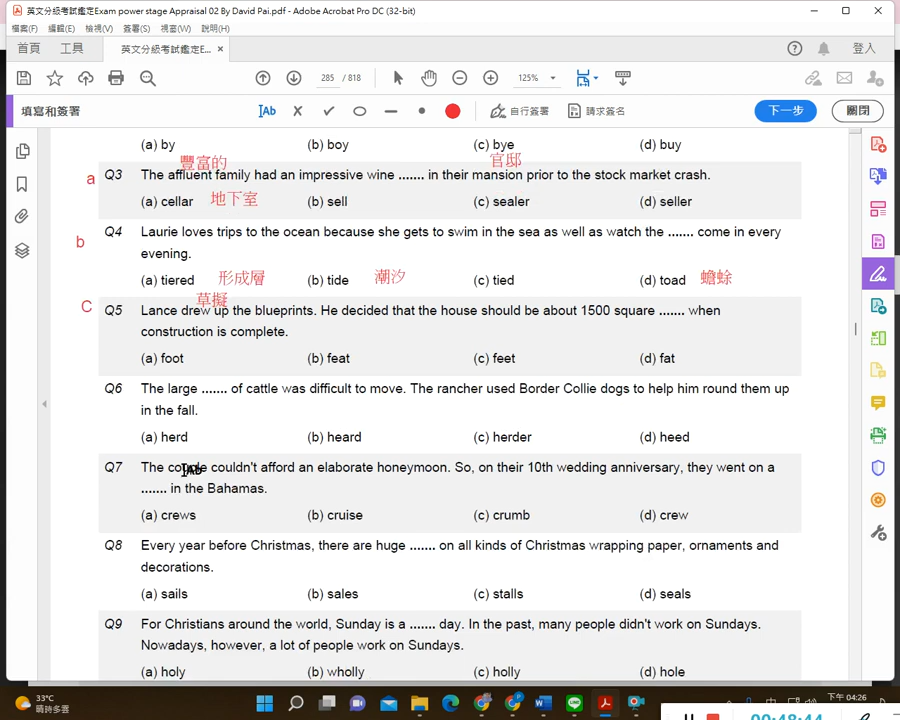 英文分級考試鑑定Exam power stage Appraisal 02 By David Pai.pdf - Adobe Acrobat Pro DC (32-bit)
檔案(F) 編輯(E) 檢視(V) 簽署(S) 視窗(W) 說明(H)
首頁 工具 英文分級考試鑑定E... × 登入
285 / 818 125%
填寫和簽署 Ab 自行簽署 請求簽名 下一步 關閉
(a) by (b) boy (c) bye (d) buy
豐富的 官邸
a Q3 The affluent family had an impressive wine ....... in their mansion prior to the stock market crash.
(a) cellar 地下室 (b) sell (c) sealer (d) seller
b Q4 Laurie loves trips to the ocean because she gets to swim in the sea as well as watch the ....... come in every
evening.
(a) tiered 形成層 (b) tide 潮汐 (c) tied (d) toad 蟾蜍
草擬
C Q5 Lance drew up the blueprints. He decided that the house should be about 1500 square ....... when
construction is complete.
(a) foot (b) feat (c) feet (d) fat
Q6 The large ....... of cattle was difficult to move. The rancher used Border Collie dogs to help him round them up
in the fall.
(a) herd (b) heard (c) herder (d) heed
Q7 The couple couldn't afford an elaborate honeymoon. So, on their 10th wedding anniversary, they went on a
....... in the Bahamas.
(a) crews (b) cruise (c) crumb (d) crew
Q8 Every year before Christmas, there are huge ....... on all kinds of Christmas wrapping paper, ornaments and
decorations.
(a) sails (b) sales (c) stalls (d) seals
Q9 For Christians around the world, Sunday is a ....... day. In the past, many people didn't work on Sundays.
Nowadays, however, a lot of people work on Sundays.
(a) holy (b) wholly (c) holly (d) hole
33°C
晴時多雲
下午 04:26
00:48:44